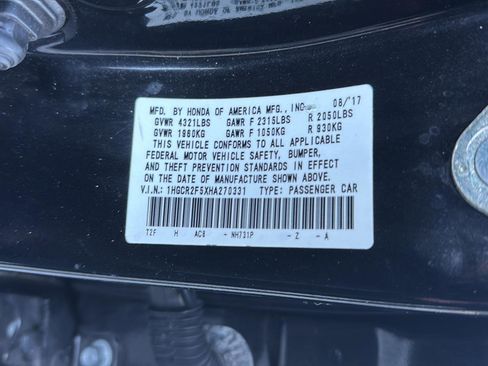 MFD. BY HONDA OF AMERICA MFG., INC. 08/'17
GVWR 4321LBS GAWR F 2315LBS R 2050LBS
GVWR 1960KG GAWR F 1050KG R 930KG
THIS VEHICLE CONFORMS TO ALL APPLICABLE
FEDERAL MOTOR VEHICLE SAFETY, BUMPER,
AND THEFT PREVENTION STANDARDS IN EFFECT
ON THE DATE OF MANUFACTURE SHOWN ABOVE.
V.I.N.: 1HGCR2F5XHA270331 TYPE: PASSENGER CAR
T2F H AC8 - NH731P - Z - A